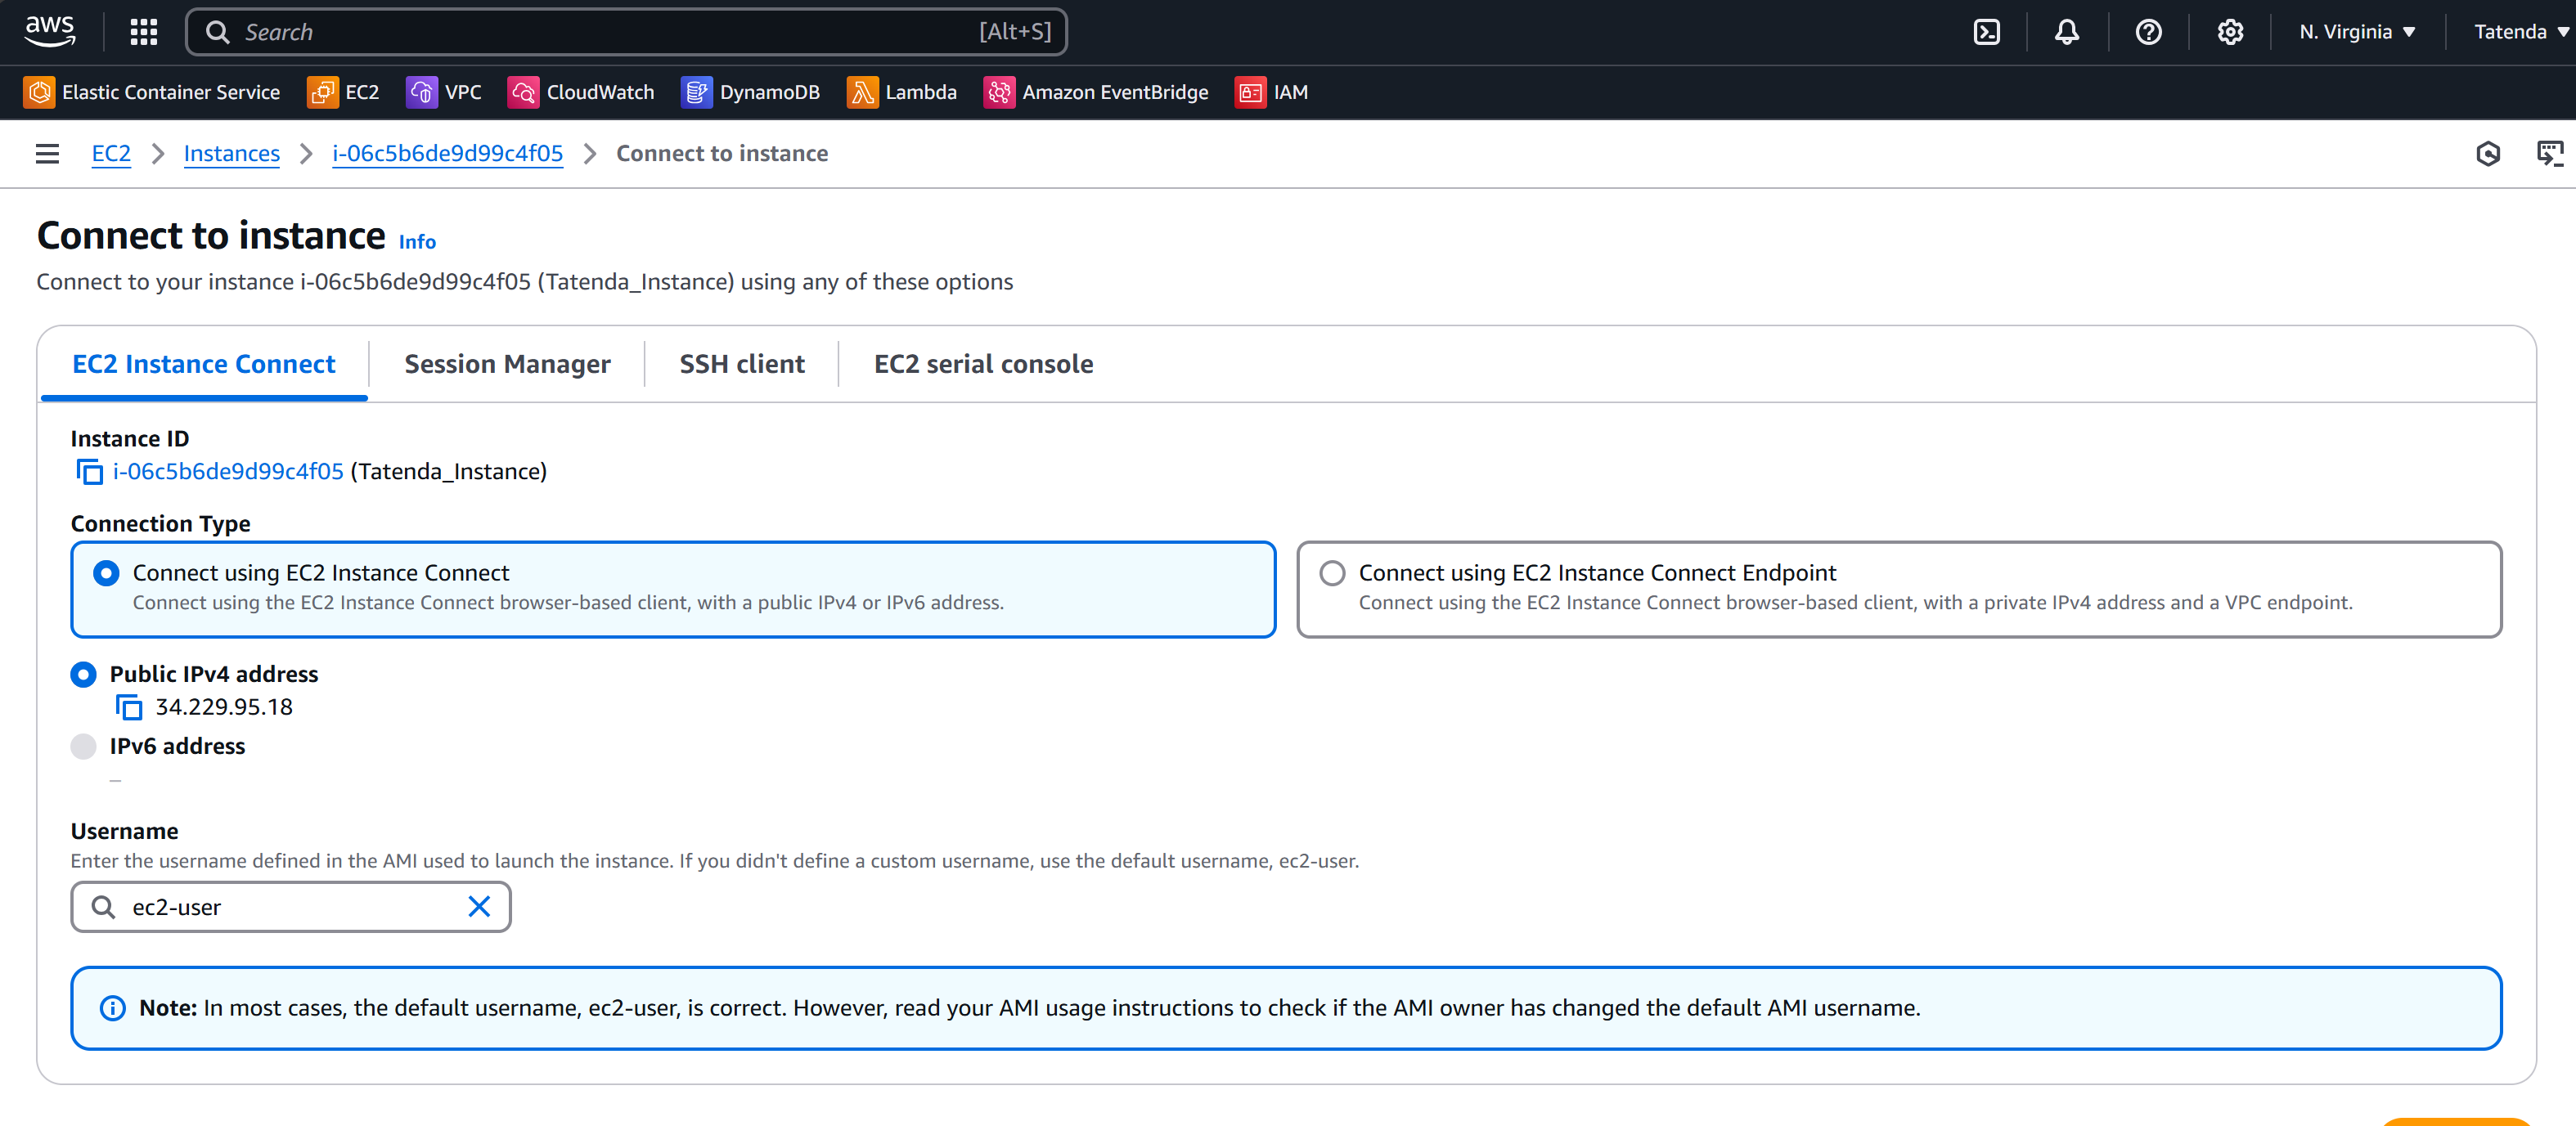 aws
Search [Alt+S]
N. Virginia
Tatenda
Elastic Container Service
EC2
VPC
CloudWatch
DynamoDB
Lambda
Amazon EventBridge
IAM
EC2 > Instances > i-06c5b6de9d99c4f05 > Connect to instance
Connect to instance Info
Connect to your instance i-06c5b6de9d99c4f05 (Tatenda_Instance) using any of these options
EC2 Instance Connect
Session Manager
SSH client
EC2 serial console
Instance ID
i-06c5b6de9d99c4f05 (Tatenda_Instance)
Connection Type
Connect using EC2 Instance Connect
Connect using the EC2 Instance Connect browser-based client, with a public IPv4 or IPv6 address.
Connect using EC2 Instance Connect Endpoint
Connect using the EC2 Instance Connect browser-based client, with a private IPv4 address and a VPC endpoint.
Public IPv4 address
34.229.95.18
IPv6 address
–
Username
Enter the username defined in the AMI used to launch the instance. If you didn't define a custom username, use the default username, ec2-user.
ec2-user
Note: In most cases, the default username, ec2-user, is correct. However, read your AMI usage instructions to check if the AMI owner has changed the default AMI username.